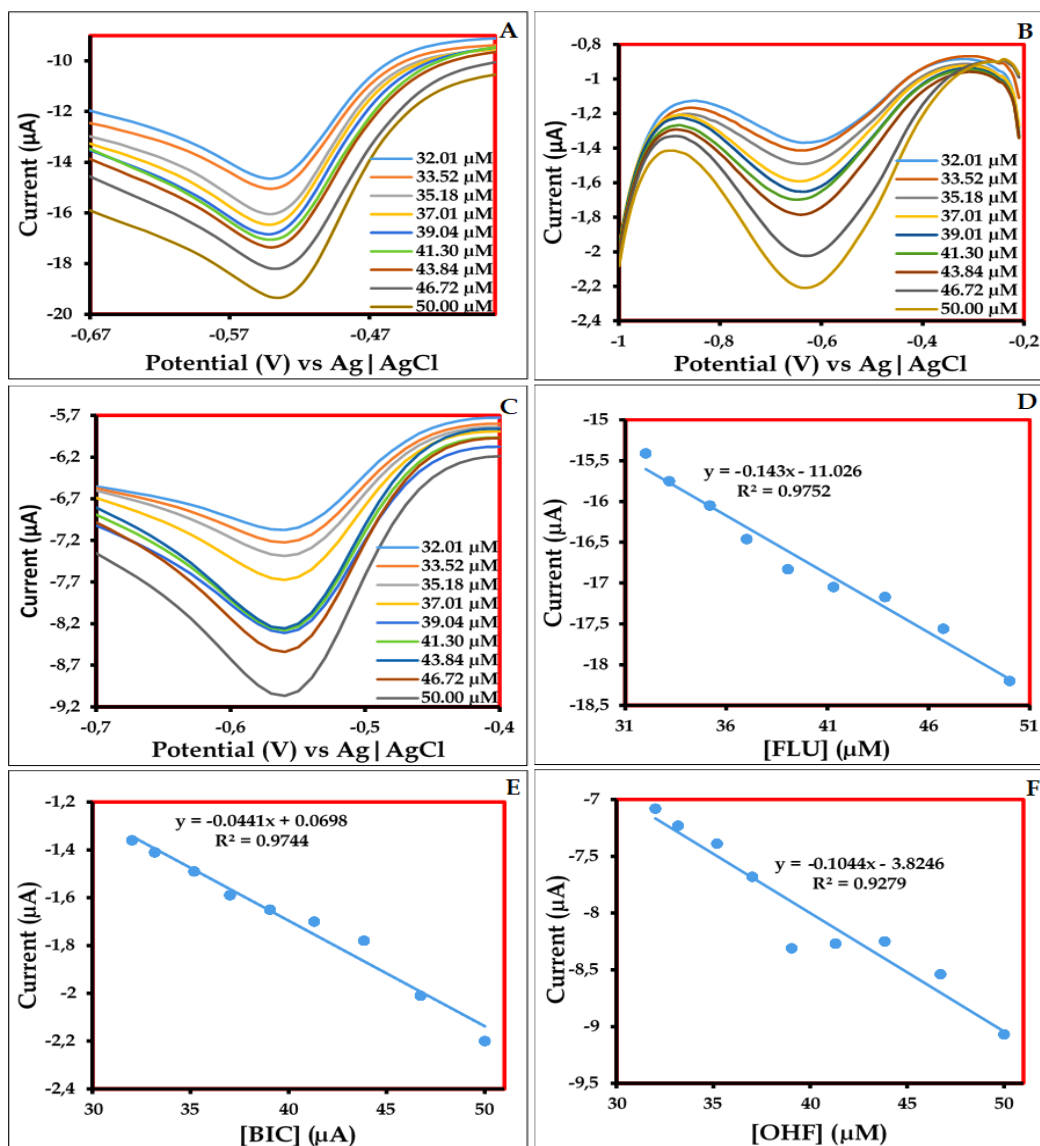 A
-10
-12
-14
-16
-18
-20
Current (µA)
32.01 µM
33.52 µM
35.18 µM
37.01 µM
39.04 µM
41.30 µM
43.84 µM
46.72 µM
50.00 µM
-0,67
-0,57
-0,47
Potential (V) vs Ag|AgCl
B
-0,8
-1,2
-1,6
-2
-2,4
Current (µA)
32.01 µM
33.52 µM
35.18 µM
37.01 µM
39.01 µM
41.30 µM
43.84 µM
46.72 µM
50.00 µM
-1
-0,8
-0,6
-0,4
-0,2
Potential (V) vs Ag|AgCl
C
-5,7
-6,2
-6,7
-7,2
-7,7
-8,2
-8,7
-9,2
Current (µA)
32.01 µM
33.52 µM
35.18 µM
37.01 µM
39.04 µM
41.30 µM
43.84 µM
46.72 µM
50.00 µM
-0,7
-0,6
-0,5
-0,4
Potential (V) vs Ag|AgCl
D
-15
-15,5
-16
-16,5
-17
-17,5
-18
-18,5
Current (µA)
y = -0.143x - 11.026
R² = 0.9752
31
36
41
46
51
[FLU] (µM)
E
-1,2
-1,4
-1,6
-1,8
-2
-2,2
-2,4
Current (µA)
y = -0.0441x + 0.0698
R² = 0.9744
30
35
40
45
50
[BIC] (µA)
F
-7
-7,5
-8
-8,5
-9
-9,5
Current (µA)
y = -0.1044x - 3.8246
R² = 0.9279
30
35
40
45
50
[OHF] (µM)